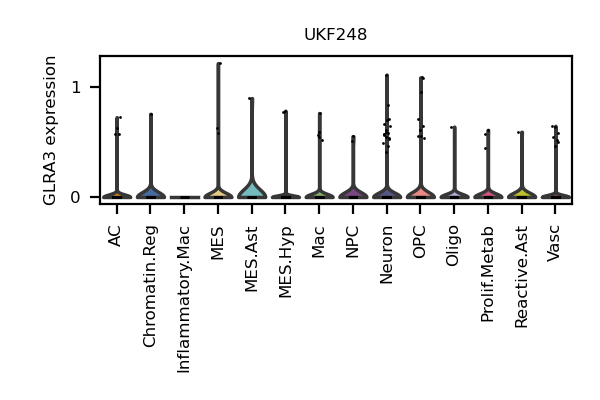 UKF248
GLRA3 expression
1
0
AC
Chromatin.Reg
Inflammatory.Mac
MES
MES.Ast
MES.Hyp
Mac
NPC
Neuron
OPC
Oligo
Prolif.Metab
Reactive.Ast
Vasc